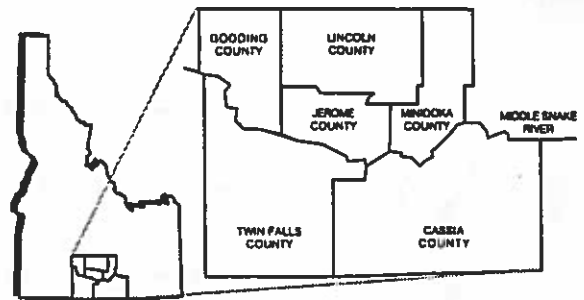 GOODING
COUNTY
LINCOLN
COUNTY
JEROME
COUNTY
MINIDOKA
COUNTY
MIDDLE SNAKE
RIVER
TWIN FALLS
COUNTY
CASSIA
COUNTY